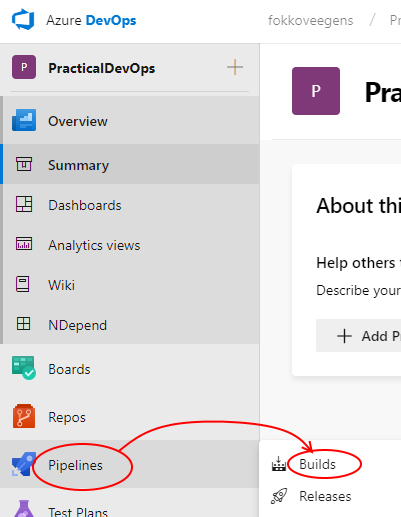 Azure DevOps
fokkoveegens / Pr
P PracticalDevOps +
P Pra
Overview
Summary
Dashboards
Analytics views
Wiki
NDepend
Boards
Repos
Pipelines
Test Plans
About thi
Help others t
Describe your
+ Add Pr
Builds
Releases